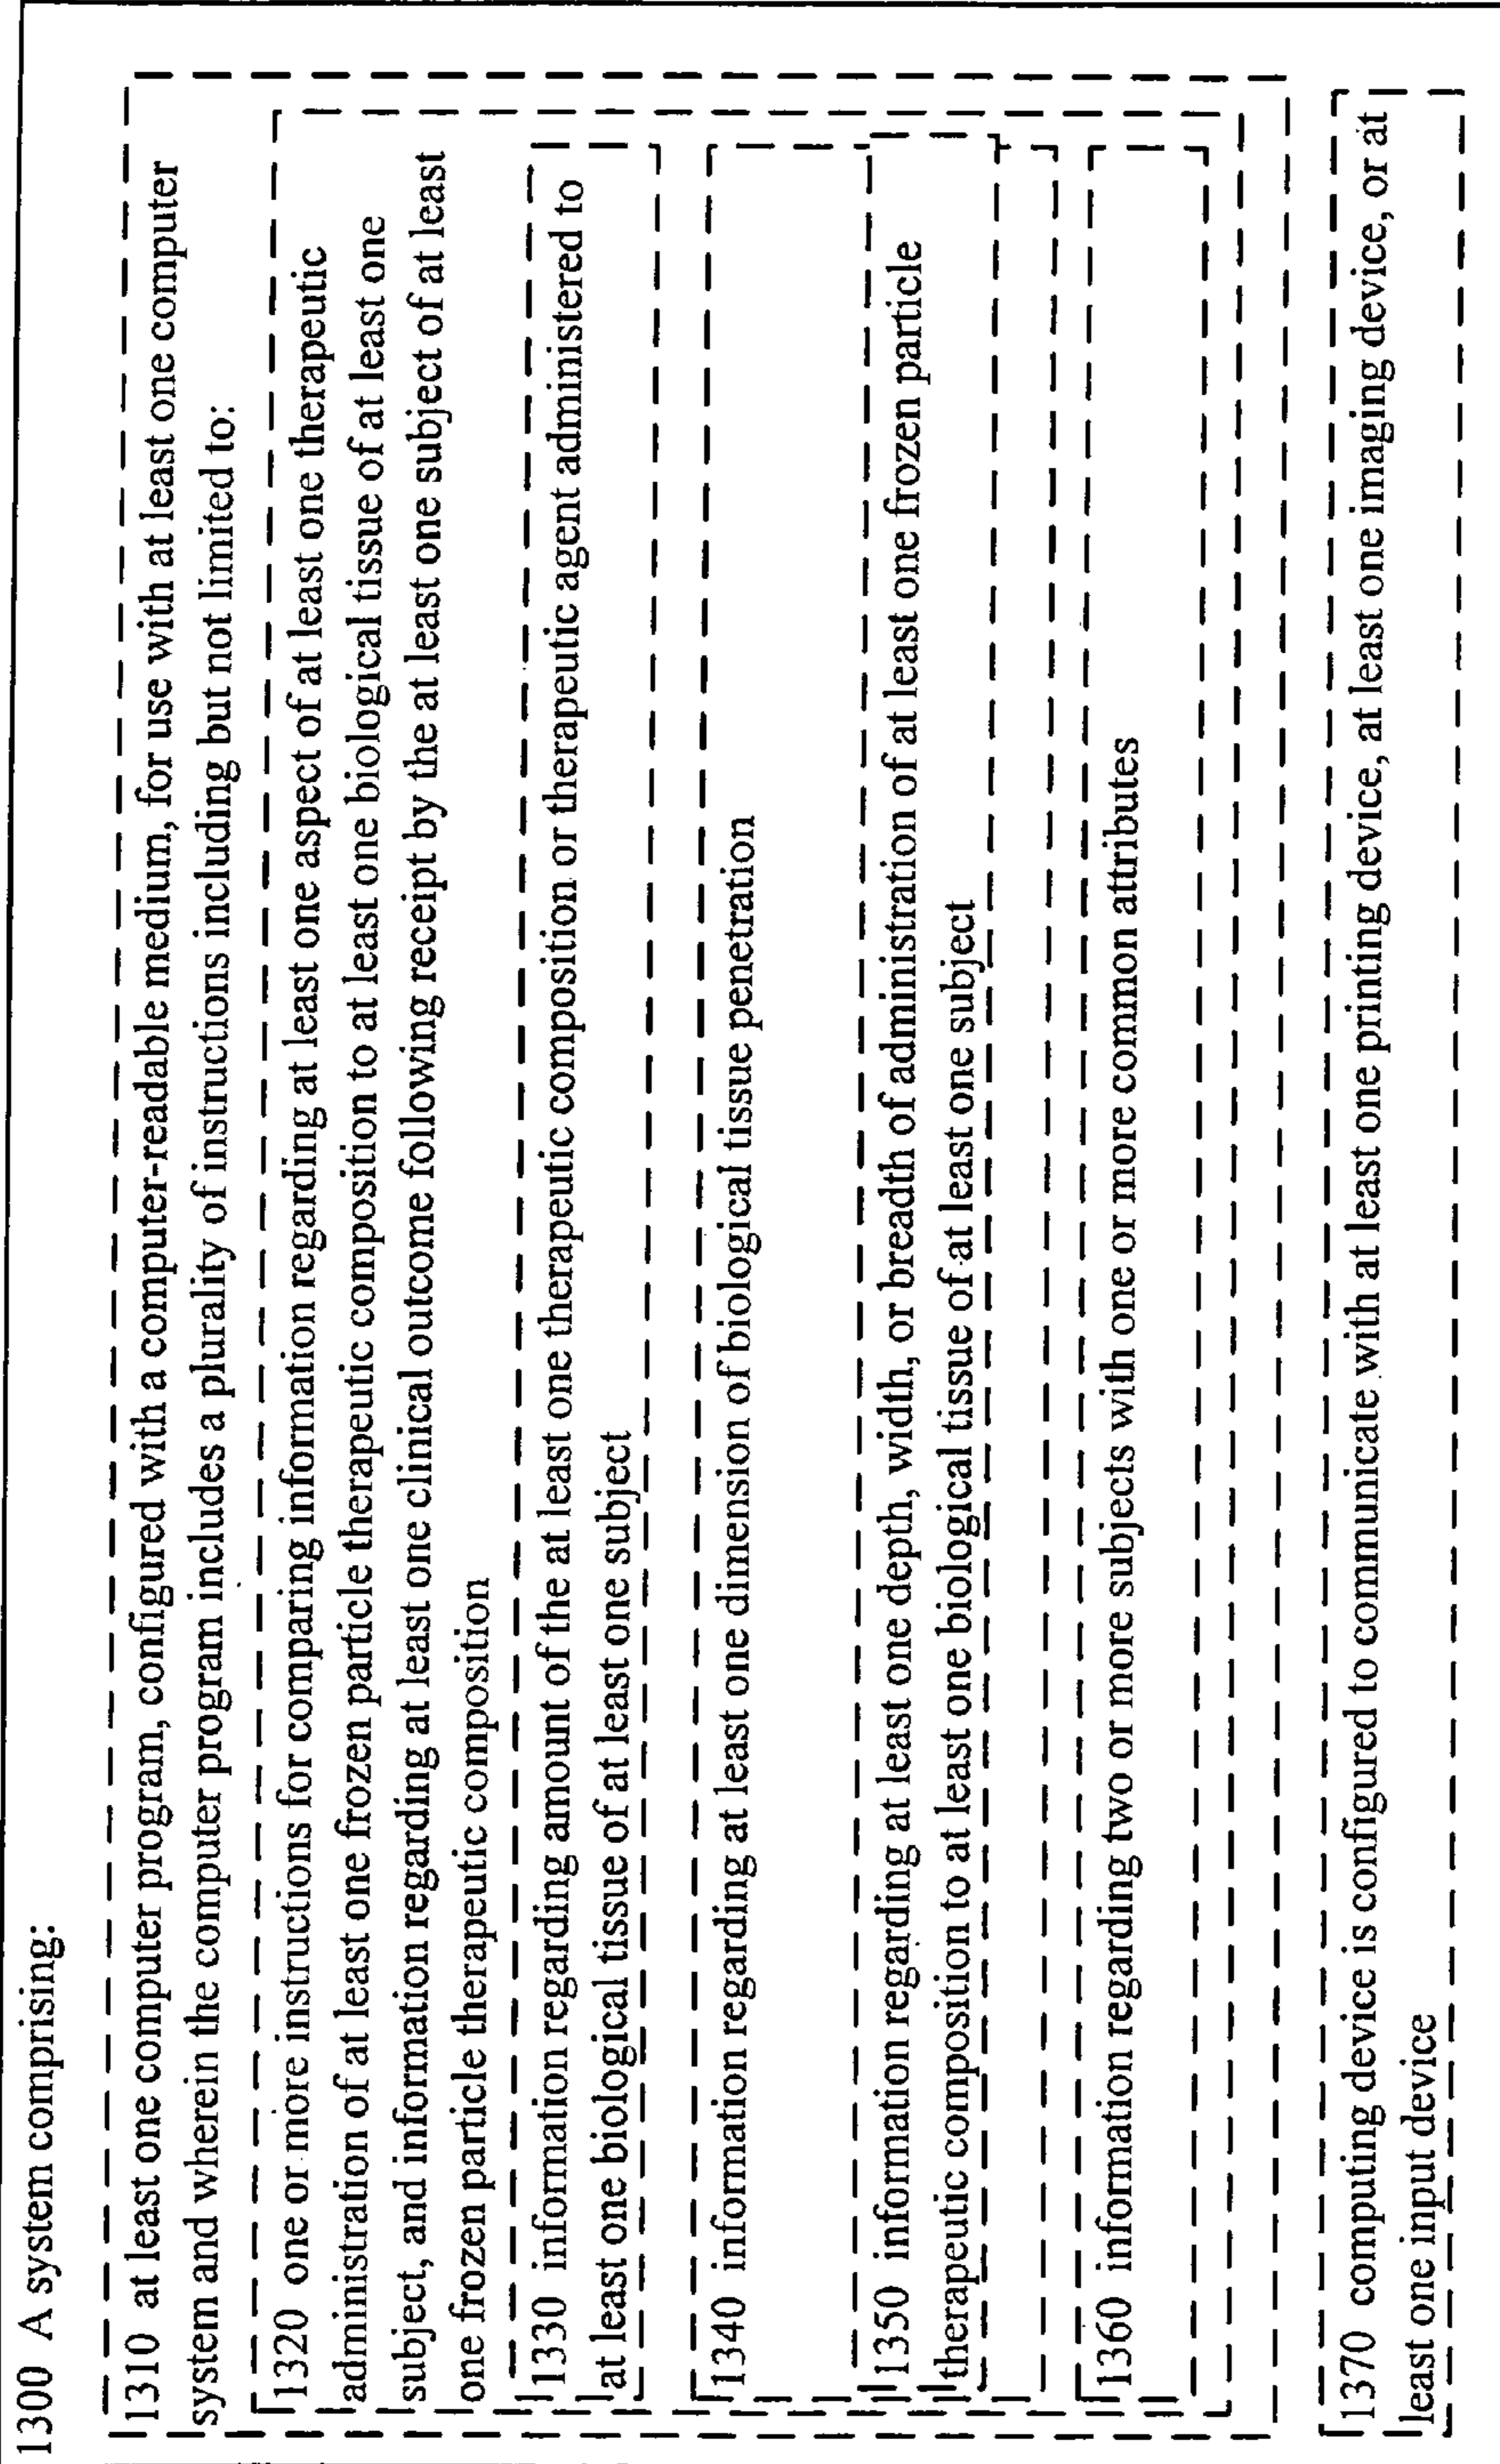 1300 A system comprising:
1310 at least one computer program, configured with a computer-readable medium, for use with at least one computer
system and wherein the computer program includes a plurality of instructions including but not limited to:
1320 one or more instructions for comparing information regarding at least one aspect of at least one therapeutic
administration of at least one frozen particle therapeutic composition to at least one biological tissue of at least one
subject, and information regarding at least one clinical outcome following receipt by the at least one subject of at least
one frozen particle therapeutic composition
1330 information regarding amount of the at least one therapeutic composition or therapeutic agent administered to
at least one biological tissue of at least one subject
1340 information regarding at least one dimension of biological tissue penetration
1350 information regarding at least one depth, width, or breadth of administration of at least one frozen particle
therapeutic composition to at least one biological tissue of at least one subject
1360 information regarding two or more subjects with one or more common attributes
1370 computing device is configured to communicate with at least one printing device, at least one imaging device, or at
least one input device